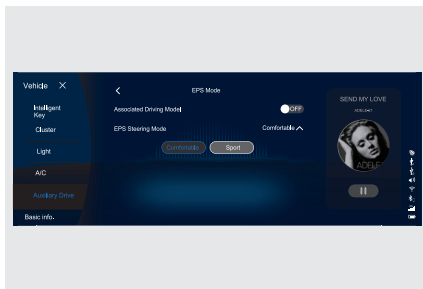 Vehicle
Intelligent
Key
Cluster
Light
A/C
Auxiliary Drive
Basic info.
EPS Mode
Associated Driving Model
OFF
EPS Steering Mode
Comfortable
Comfortable
Sport
SEND MY LOVE
ADELE